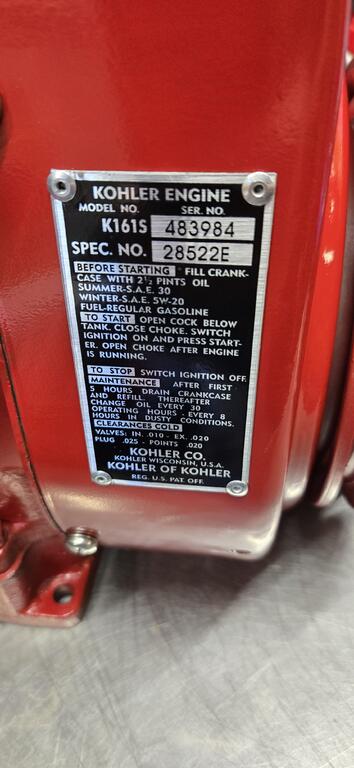 KOHLER ENGINE
MODEL NO. SER. NO.
K161S 483984
SPEC. NO. 28522E
BEFORE STARTING FILL CRANK-
CASE WITH 2½ PINTS OIL
SUMMER-S.A.E. 30
WINTER-S.A.E. 5W-20
FUEL-REGULAR GASOLINE
TO START OPEN COCK BELOW
TANK. CLOSE CHOKE. SWITCH
IGNITION ON AND PRESS START-
ER. OPEN CHOKE AFTER ENGINE
IS RUNNING.
TO STOP SWITCH IGNITION OFF.
MAINTENANCE AFTER FIRST
5 HOURS DRAIN CRANKCASE
AND REFILL THEREAFTER
CHANGE OIL EVERY 30
OPERATING HOURS - EVERY 8
HOURS IN DUSTY CONDITIONS.
CLEARANCES COLD
VALVES: IN. .010 - EX. .020
PLUG .025 - POINTS .020
KOHLER CO.
KOHLER WISCONSIN, U.S.A.
KOHLER OF KOHLER
REG. U.S. PAT. OFF.